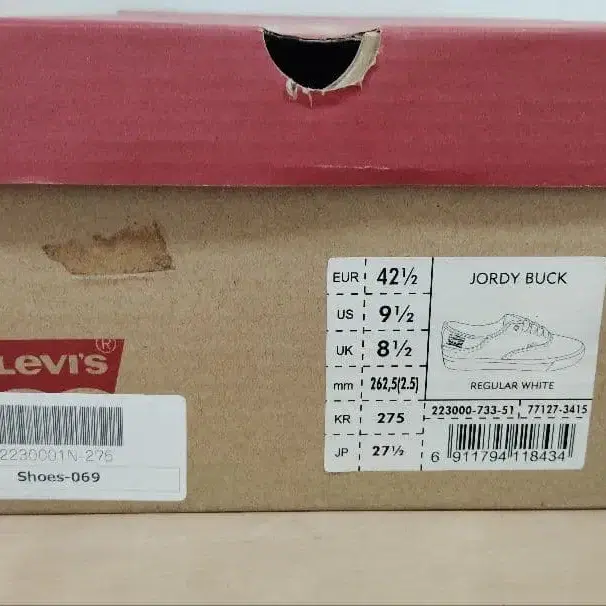 EUR 42½
US 9½
UK 8½
mm 262,5(2.5)
KR 275
JP 27½
JORDY BUCK
REGULAR WHITE
223000-733-51 77127-3415
6 911794 118434
LEVI'S®
2230001N-275
Shoes-069